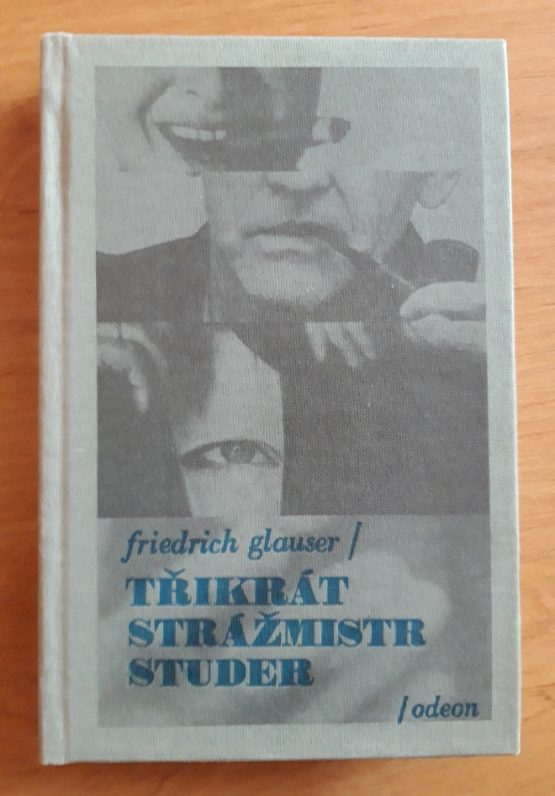 friedrich glauser /
TŘIKRÁT
STRÁŽMISTR
STUDER
/odeon